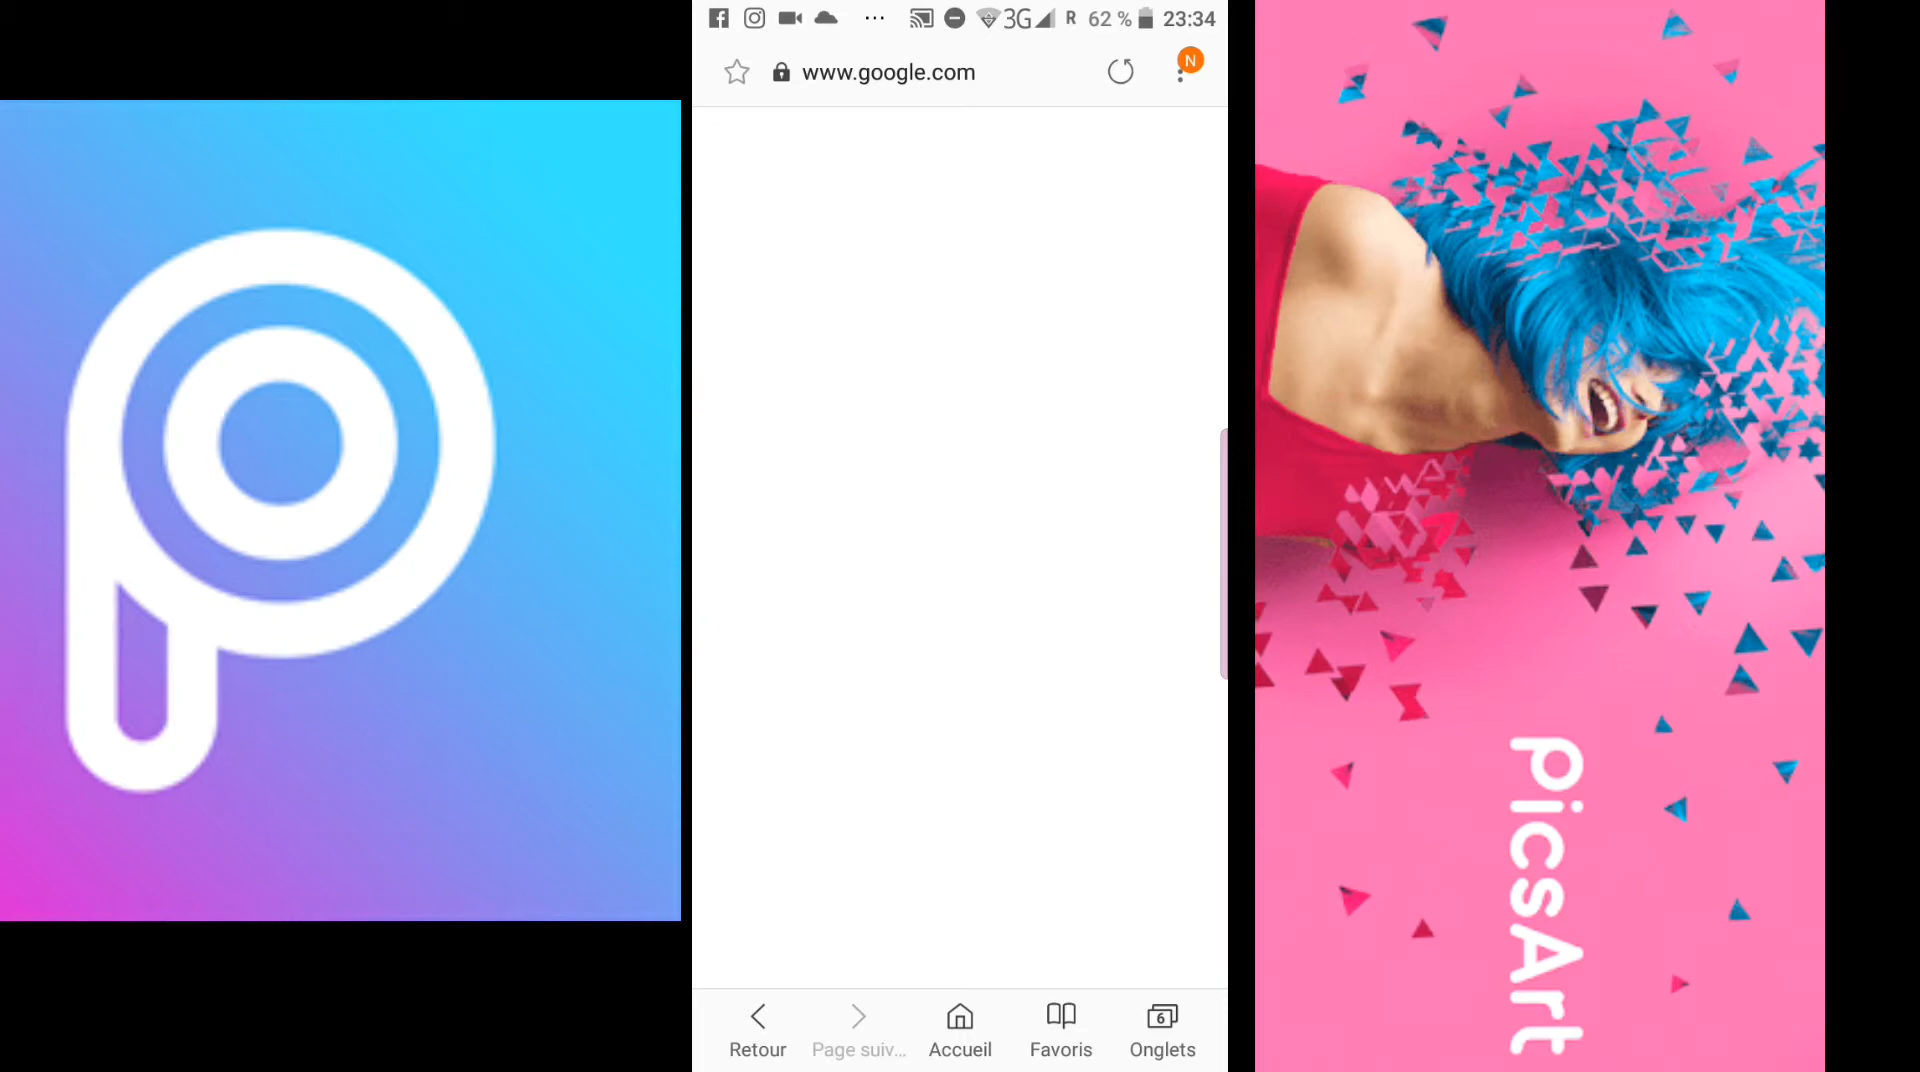 3G R 62 % 23:34
www.google.com
N
6
Retour Page suiv... Accueil Favoris Onglets
PicsArt